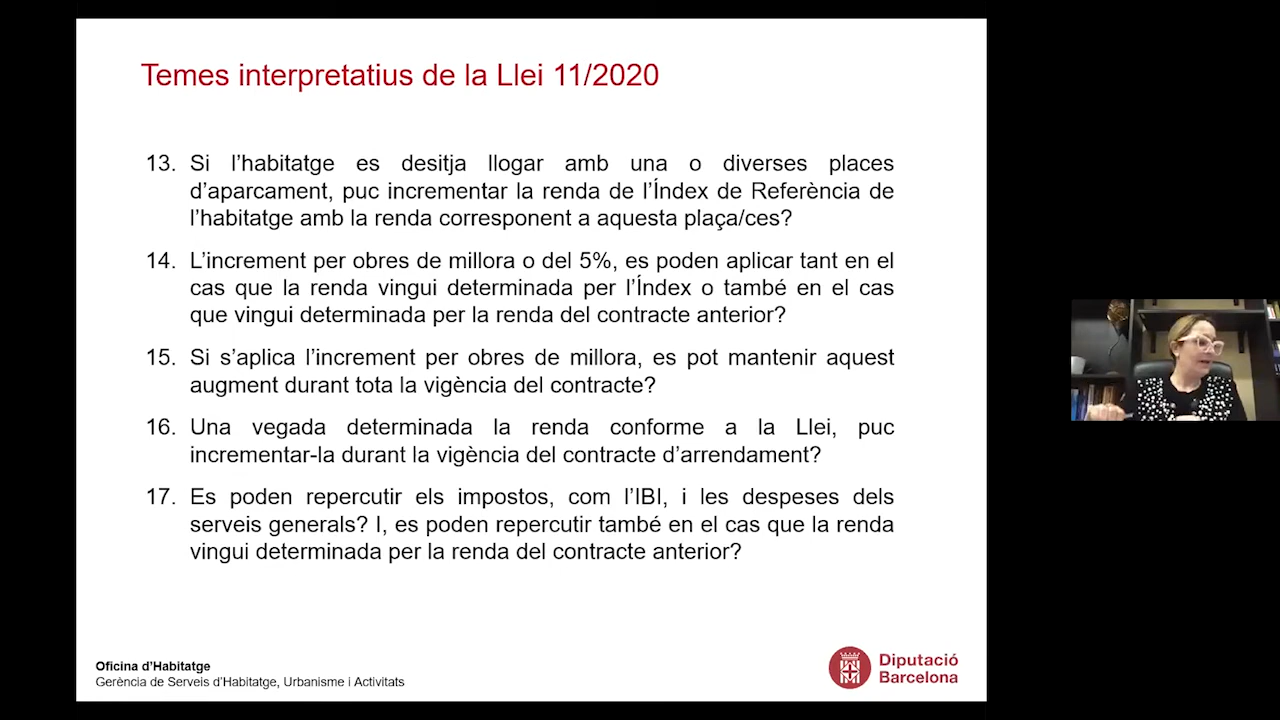 Temes interpretatius de la Llei 11/2020
13. Si l’habitatge es desitja llogar amb una o diverses places
d’aparcament, puc incrementar la renda de l’Índex de Referència de
l’habitatge amb la renda corresponent a aquesta plaça/ces?
14. L’increment per obres de millora o del 5%, es poden aplicar tant en el
cas que la renda vingui determinada per l’Índex o també en el cas
que vingui determinada per la renda del contracte anterior?
15. Si s’aplica l’increment per obres de millora, es pot mantenir aquest
augment durant tota la vigència del contracte?
16. Una vegada determinada la renda conforme a la Llei, puc
incrementar-la durant la vigència del contracte d’arrendament?
17. Es poden repercutir els impostos, com l’IBI, i les despeses dels
serveis generals? I, es poden repercutir també en el cas que la renda
vingui determinada per la renda del contracte anterior?
Oficina d’Habitatge
Gerència de Serveis d’Habitatge, Urbanisme i Activitats
Diputació
Barcelona